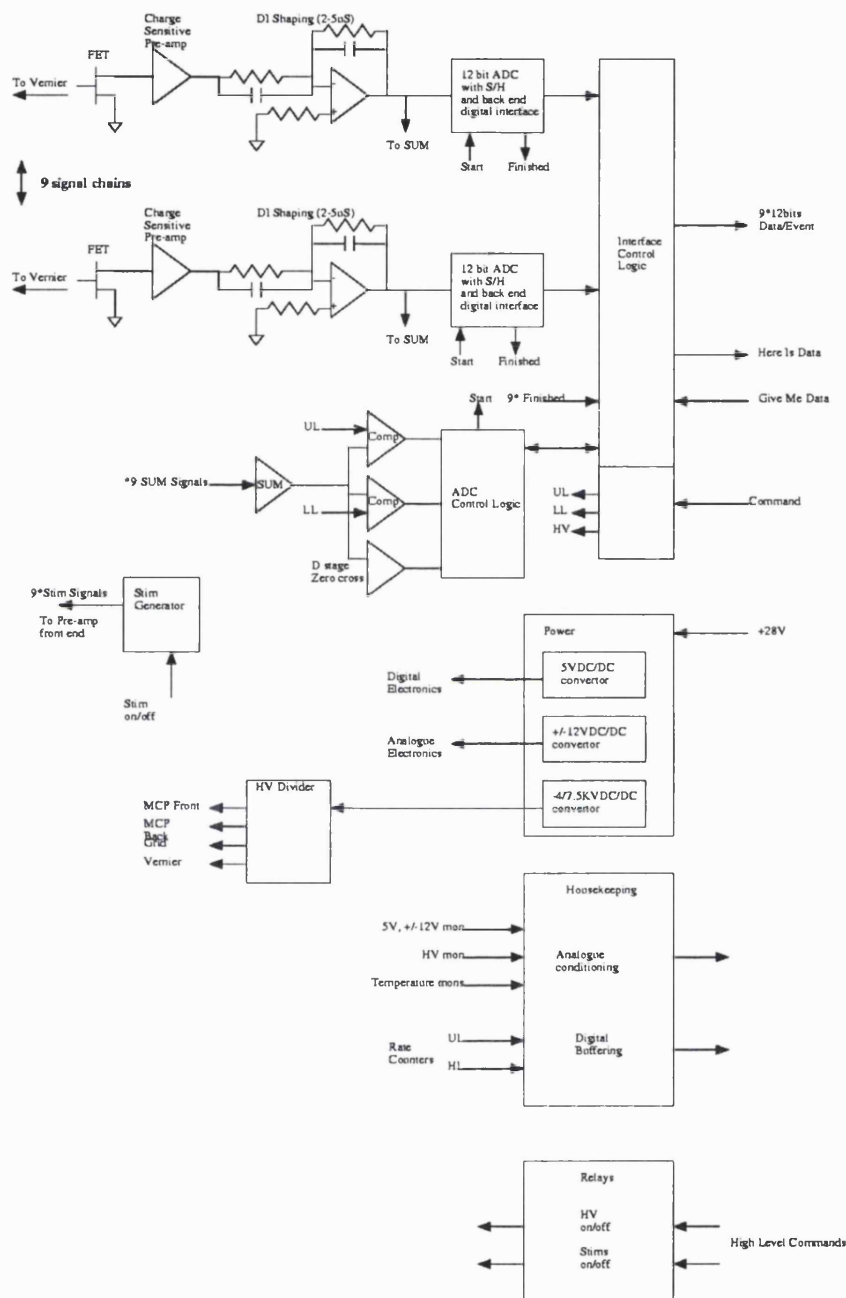 Charge
Sensitive
Pre-amp
DI Shaping (2-5uS)
FET
To Vernier
12 bit ADC
with S/H
and back end
digital interface
To SUM
Start
Finished
9 signal chains
Charge
Sensitive
Pre-amp
DI Shaping (2-5uS)
FET
To Vernier
12 bit ADC
with S/H
and back end
digital interface
To SUM
Start
Finished
Interface
Control
Logic
9*12bits
Data/Event
Here Is Data
Give Me Data
Start
9* Finished
UL
Comp
*9 SUM Signals
SUM
LL
Comp
ADC
Control Logic
D stage
Zero cross
UL
LL
HV
Command
9*Stim Signals
To Pre-amp
front end
Stim
Generator
Stim
on/off
Power
+28V
Digital
Electronics
5VDC/DC
convertor
Analogue
Electronics
+/-12VDC/DC
convertor
HV Divider
-4/7.5KVDC/DC
convertor
MCP Front
MCP
Back
Grid
Vernier
Housekeeping
5V, +/-12V mon
HV mon
Temperature mons
Analogue
conditioning
Rate
Counters
UL
HL
Digital
Buffering
Relays
HV
on/off
Stims
on/off
High Level Commands